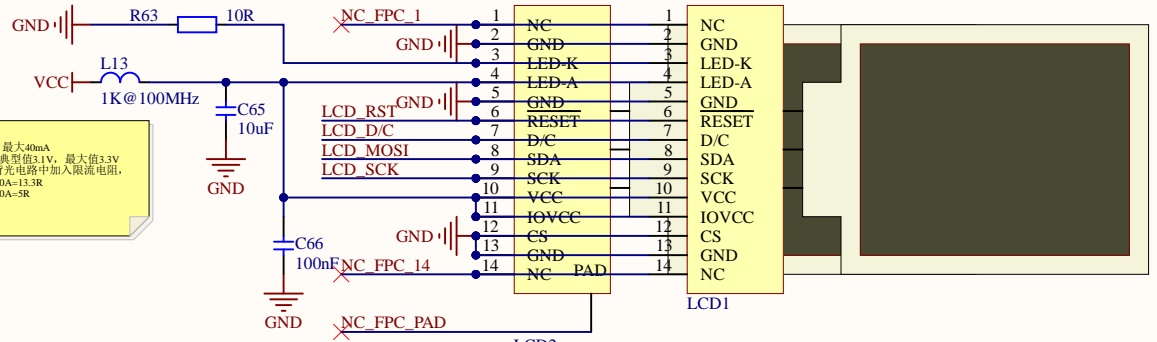 GND
R63
10R
NC_FPC_1
GND
VCC
L13
1K@100MHz
C65
10uF
GND
GND
LCD_RST
LCD_D/C
LCD_MOSI
LCD_SCK
最大40mA
典型值3.1V，最大值3.3V
光电路中加入限流电阻，
0A=13.3R
0A=5R
C66
100nF
GND
GND
NC_FPC_14
NC_FPC_PAD
1 NC
2 GND
3 LED-K
4 LED-A
5 GND
6 RESET
7 D/C
8 SDA
9 SCK
10 VCC
11 IOVCC
12 CS
13 GND
14 NC
PAD
1 NC
2 GND
3 LED-K
4 LED-A
5 GND
6 RESET
7 D/C
8 SDA
9 SCK
10 VCC
11 IOVCC
12 CS
13 GND
14 NC
LCD1
LCD2